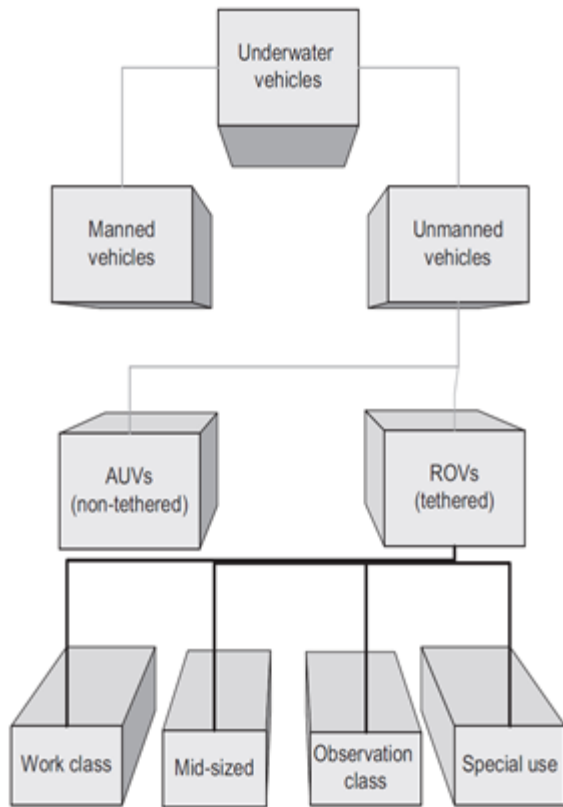 Underwater
vehicles
Manned
vehicles
Unmanned
vehicles
AUVs
(non-tethered)
ROVs
(tethered)
Work class
Mid-sized
Observation
class
Special use